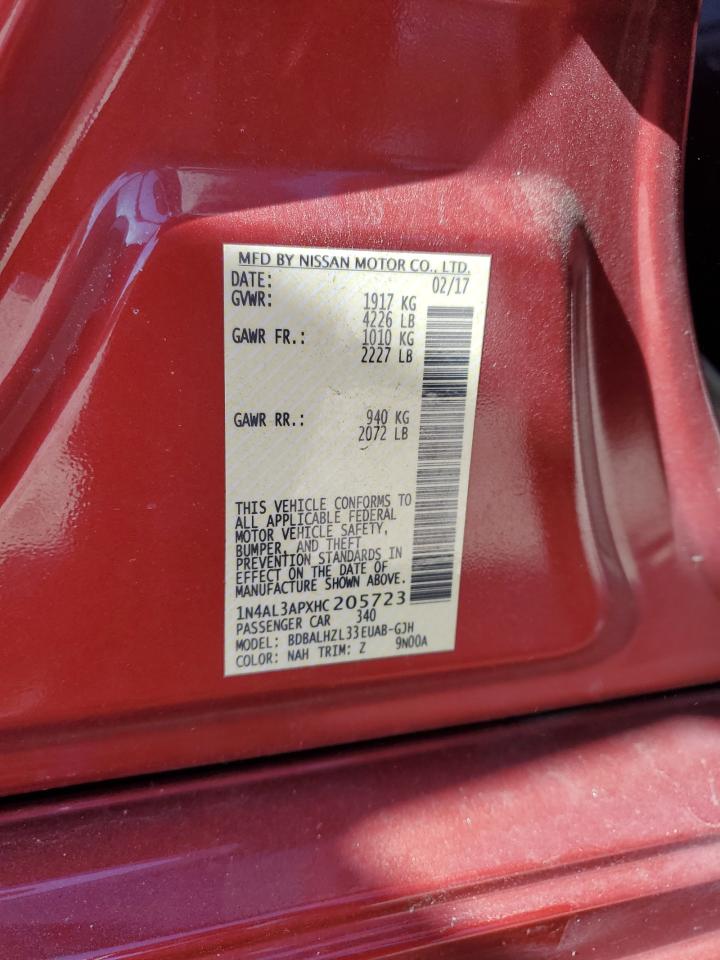 MFD BY NISSAN MOTOR CO., LTD.
DATE: 02/17
GVWR: 1917 KG
4226 LB
GAWR FR.: 1010 KG
2227 LB
GAWR RR.: 940 KG
2072 LB
THIS VEHICLE CONFORMS TO
ALL APPLICABLE FEDERAL
MOTOR VEHICLE SAFETY,
BUMPER, AND THEFT
PREVENTION STANDARDS IN
EFFECT ON THE DATE OF
MANUFACTURE SHOWN ABOVE.
1N4AL3APXHC205723
PASSENGER CAR 340
MODEL: BDBALHZL33EUAB-GJH
COLOR: NAH TRIM: Z 9N00A